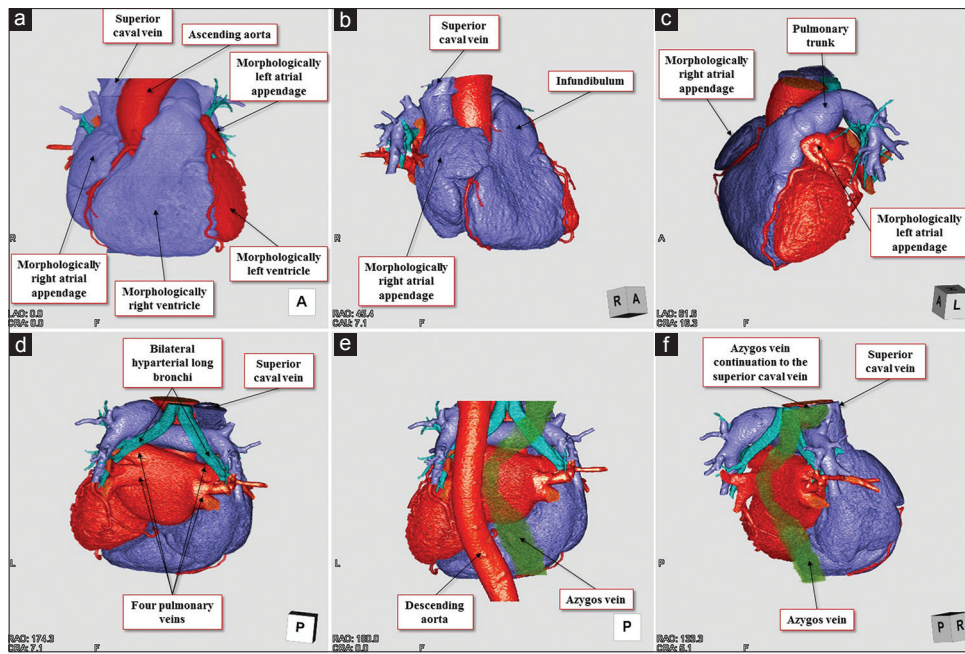 a
Superior
caval vein
Ascending aorta
Morphologically
left atrial
appendage
R
Morphologically
right atrial
appendage
Morphologically
right ventricle
Morphologically
left ventricle
A
LAO: 0.0
CRA: 0.0
F
b
Superior
caval vein
Infundibulum
R
Morphologically
right atrial
appendage
R A
RAO: 45.4
CAU: 7.1
F
c
Pulmonary
trunk
Morphologically
right atrial
appendage
Morphologically
left atrial
appendage
A
A L
LAO: 61.6
CRA: 16.3
F
d
Bilateral
hyparterial long
bronchi
Superior
caval vein
L
Four pulmonary
veins
P
RAO: 174.3
CRA: 7.1
F
e
L
Descending
aorta
Azygos vein
P
RAO: 180.0
CRA: 0.0
F
f
Azygos vein
continuation to the
superior caval vein
Superior
caval vein
P
Azygos vein
P R
RAO: 133.3
CRA: 5.1
F